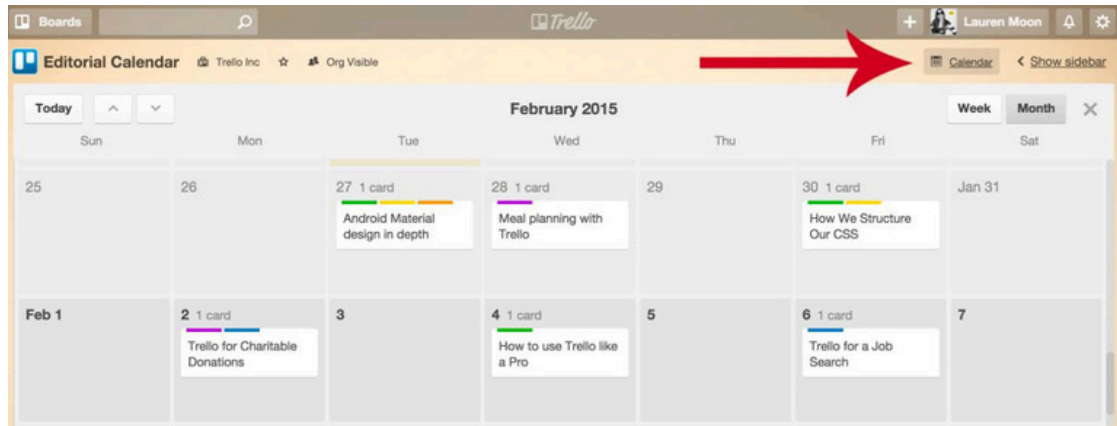 Boards
Trello
Lauren Moon
Editorial Calendar Trello Inc Org Visible
Calendar < Show sidebar
Today February 2015 Week Month
Sun Mon Tue Wed Thu Fri Sat
25 26 27 1 card 28 1 card 29 30 1 card Jan 31
Android Material
design in depth
Meal planning with
Trello
How We Structure
Our CSS
Feb 1 2 1 card 3 4 1 card 5 6 1 card 7
Trello for Charitable
Donations
How to use Trello like
a Pro
Trello for a Job
Search